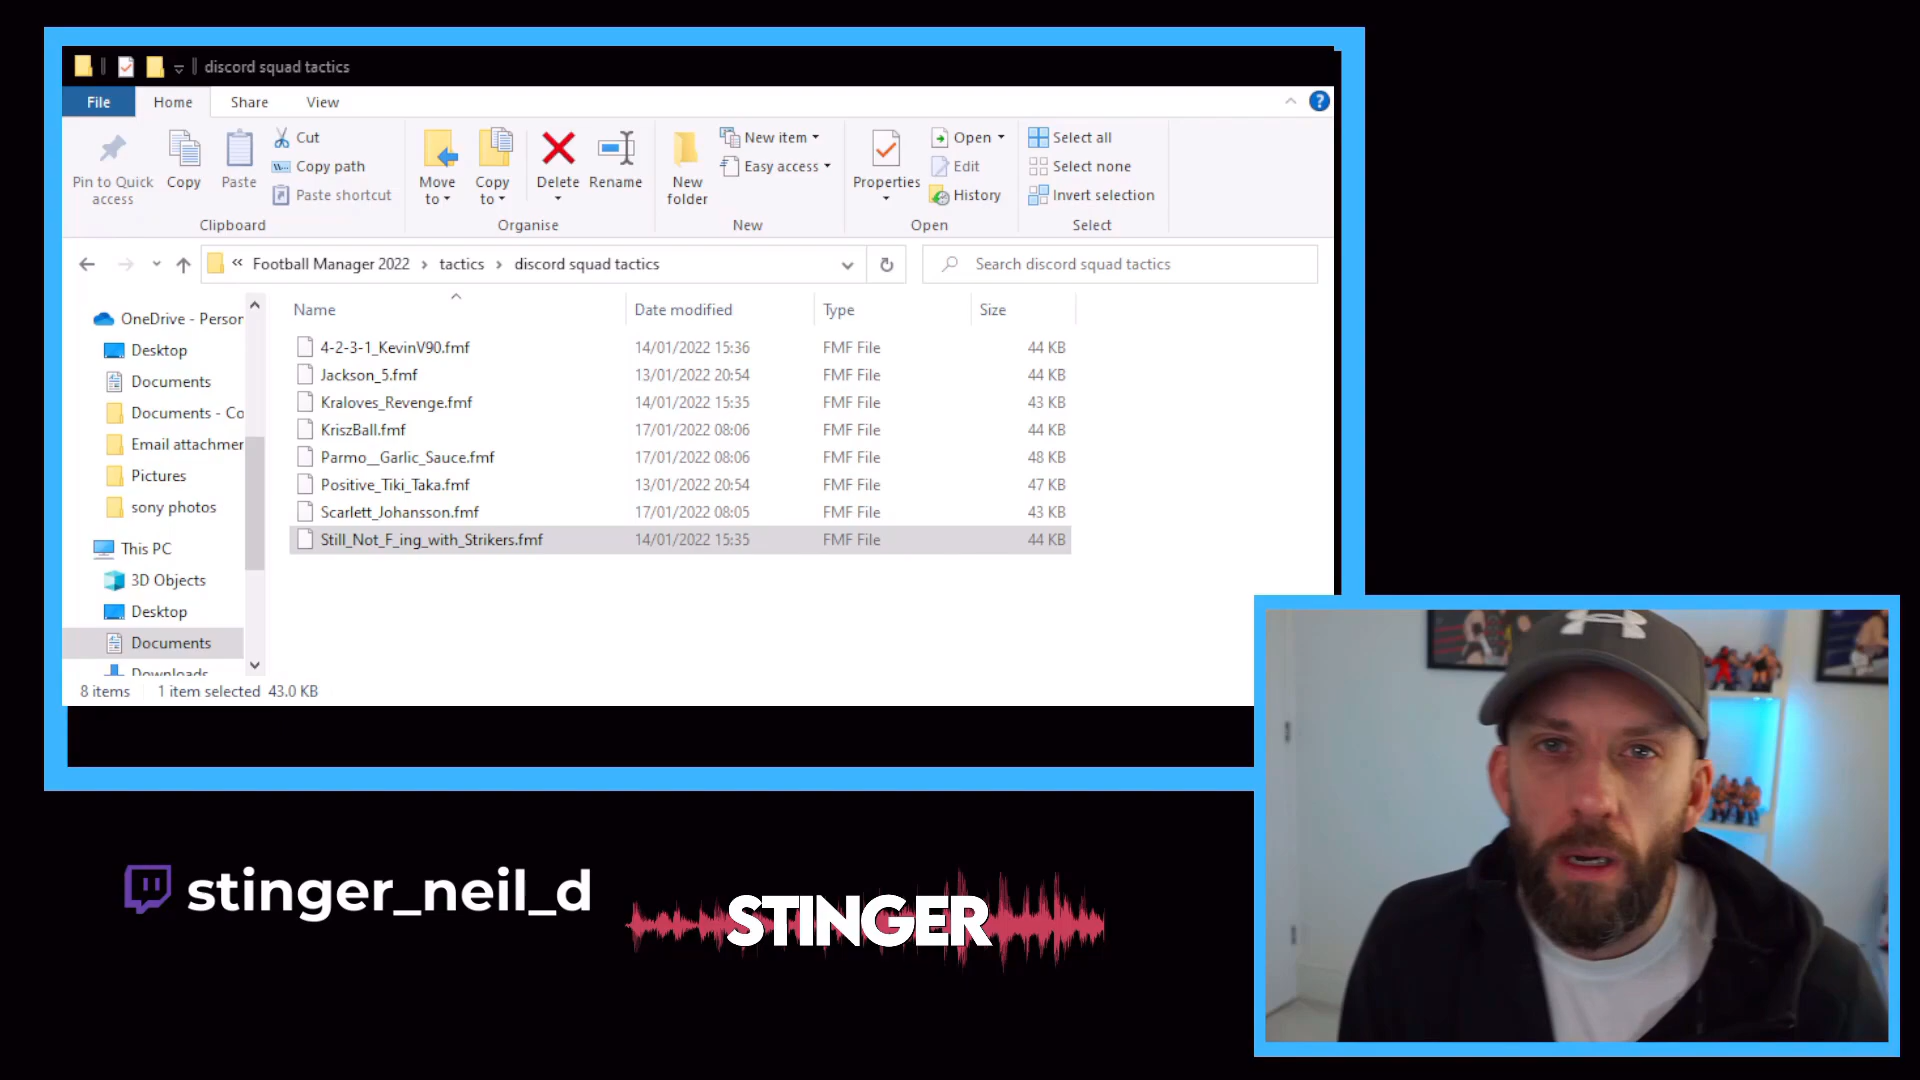 discord squad tactics
File Home Share View
Pin to Quick access
Copy
Paste
Cut
Copy path
Paste shortcut
Clipboard
Move to
Copy to
Delete
Rename
Organise
New folder
New item
Easy access
New
Properties
Open
Edit
History
Open
Select all
Select none
Invert selection
Select
« Football Manager 2022 › tactics › discord squad tactics
Search discord squad tactics
OneDrive - Person
Desktop
Documents
Documents - Co
Email attachmen
Pictures
sony photos
This PC
3D Objects
Desktop
Documents
Downloads
Name Date modified Type Size
4-2-3-1_KevinV90.fmf 14/01/2022 15:36 FMF File 44 KB
Jackson_5.fmf 13/01/2022 20:54 FMF File 44 KB
Kraloves_Revenge.fmf 14/01/2022 15:35 FMF File 43 KB
KriszBall.fmf 17/01/2022 08:06 FMF File 44 KB
Parmo__Garlic_Sauce.fmf 17/01/2022 08:06 FMF File 48 KB
Positive_Tiki_Taka.fmf 13/01/2022 20:54 FMF File 47 KB
Scarlett_Johansson.fmf 17/01/2022 08:05 FMF File 43 KB
Still_Not_F_ing_with_Strikers.fmf 14/01/2022 15:35 FMF File 44 KB
8 items 1 item selected 43.0 KB
stinger_neil_d
STINGER